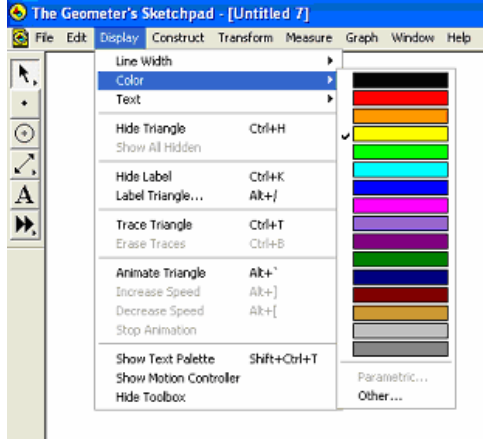 The Geometer's Sketchpad - [Untitled 7]
File Edit Display Construct Transform Measure Graph Window Help
Line Width
Color
Text
Hide Triangle Ctrl+H
Show All Hidden
Hide Label Ctrl+K
Label Triangle... Alt+/
Trace Triangle Ctrl+T
Erase Traces Ctrl+B
Animate Triangle Alt+`
Increase Speed Alt+]
Decrease Speed Alt+[
Stop Animation
Show Text Palette Shift+Ctrl+T
Show Motion Controller
Hide Toolbox
Parametric...
Other...
A